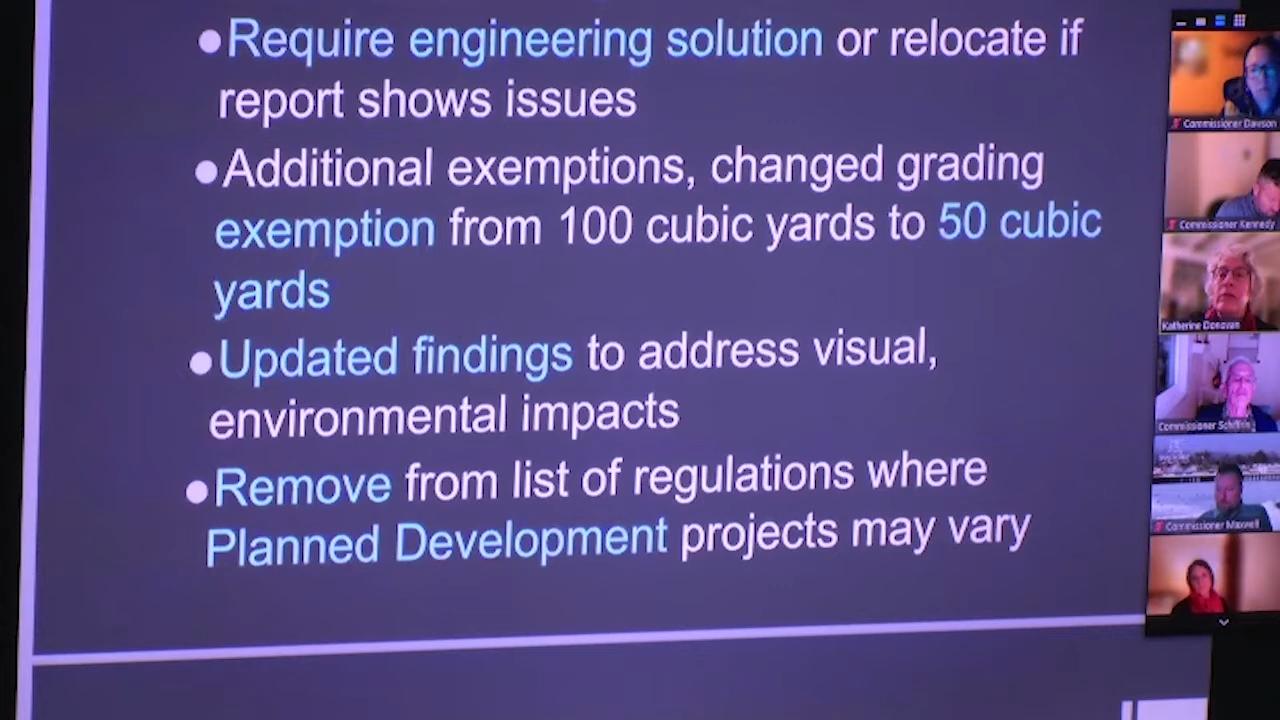 ●Require engineering solution or relocate if
report shows issues
●Additional exemptions, changed grading
exemption from 100 cubic yards to 50 cubic
yards
●Updated findings to address visual,
environmental impacts
●Remove from list of regulations where
Planned Development projects may vary
Commissioner Dawson
Commissioner Kennedy
Katherine Donovan
Commissioner
Commissioner Maxwell